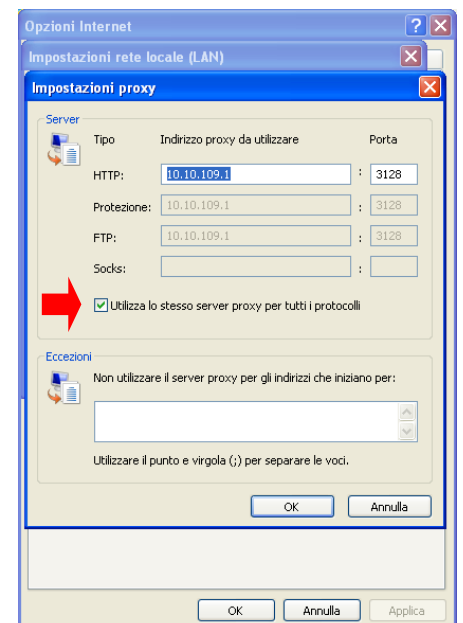 Opzioni Internet
Impostazioni rete locale (LAN)
Impostazioni proxy
Server
Tipo Indirizzo proxy da utilizzare Porta
HTTP: 10.10.109.1 : 3128
Protezione: 10.10.109.1 : 3128
FTP: 10.10.109.1 : 3128
Socks: :
Utilizza lo stesso server proxy per tutti i protocolli
Eccezioni
Non utilizzare il server proxy per gli indirizzi che iniziano per:
Utilizzare il punto e virgola (;) per separare le voci.
OK Annulla
OK Annulla Applica